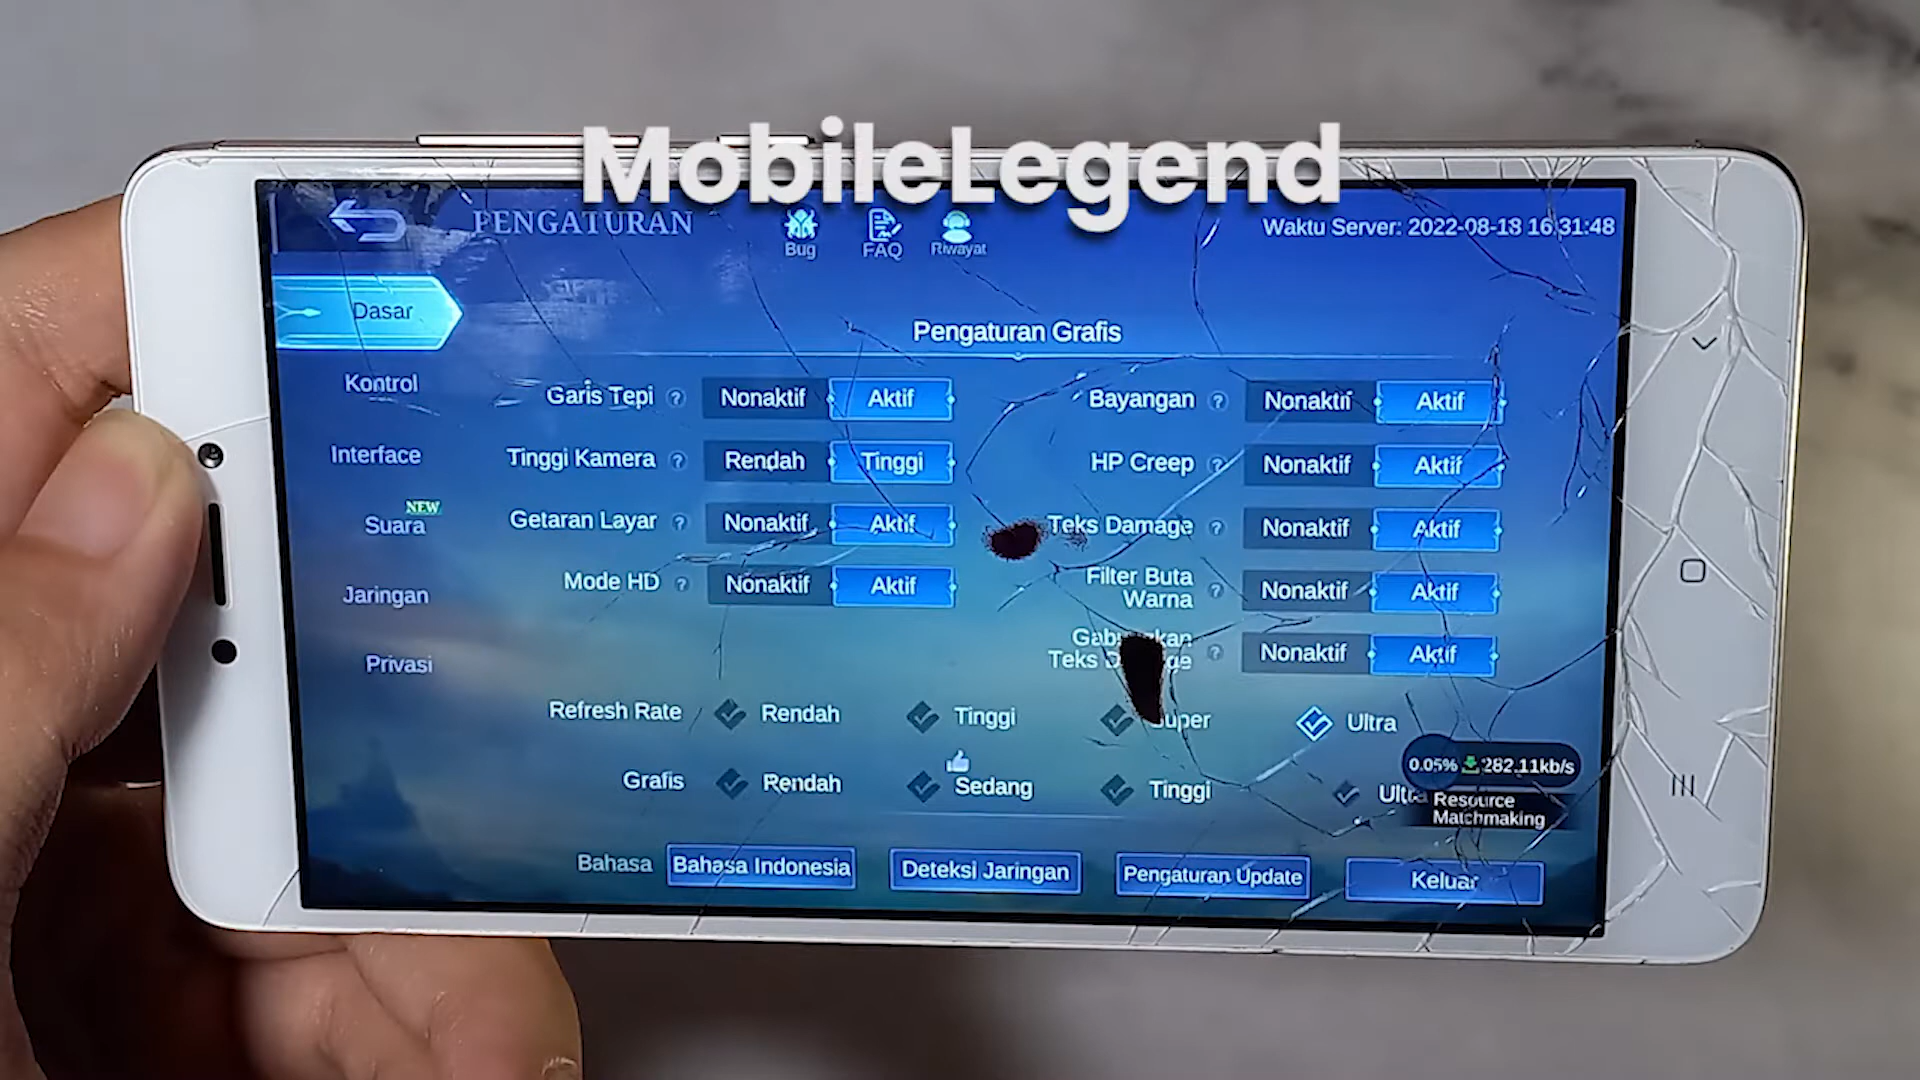 MobileLegend
PENGATURAN
Bug
FAQ
Riwayat
Waktu Server: 2022-08-18 16:31:48
Dasar
Pengaturan Grafis
Kontrol
Garis Tepi ? Nonaktif Aktif
Bayangan ? Nonaktif Aktif
Interface
Tinggi Kamera ? Rendah Tinggi
HP Creep ? Nonaktif Aktif
NEW
Suara
Getaran Layar ? Nonaktif Aktif
Teks Damage ? Nonaktif Aktif
Jaringan
Mode HD ? Nonaktif Aktif
Filter Buta
Warna ? Nonaktif Aktif
Privasi
Teks ? Nonaktif Aktif
Refresh Rate Rendah Tinggi Super Ultra
0.05% 282.11kb/s
Grafis Rendah Sedang Tinggi Ultra
Resource
Matchmaking
Bahasa Bahasa Indonesia Deteksi Jaringan Pengaturan Update Keluar